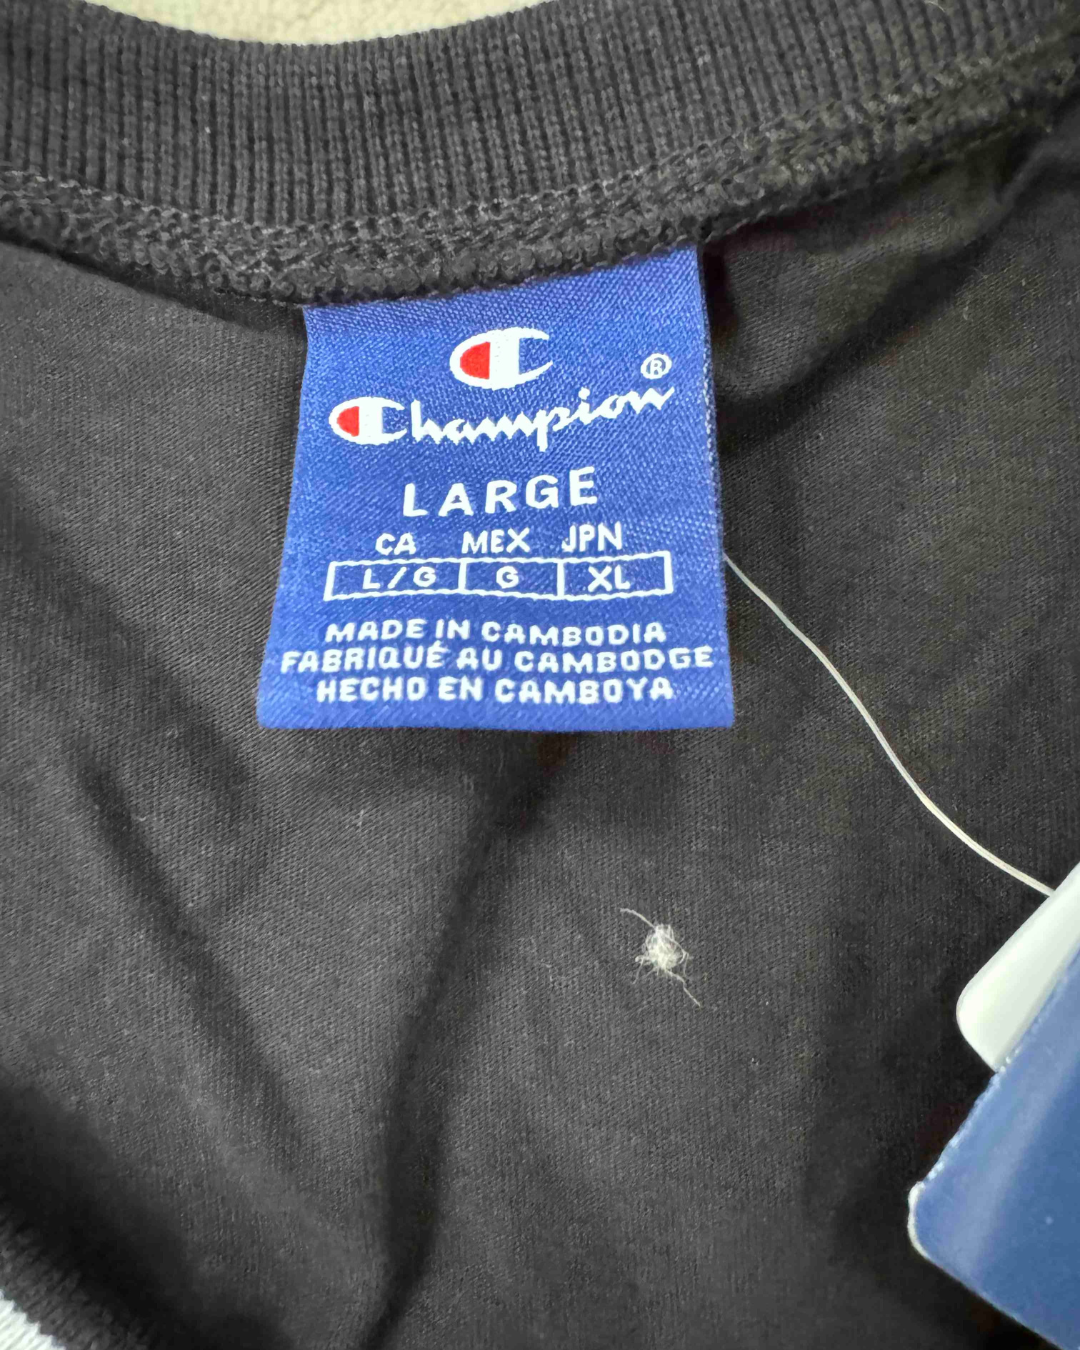 Champion®
LARGE
CA MEX JPN
L/G G XL
MADE IN CAMBODIA
FABRIQUÉ AU CAMBODGE
HECHO EN CAMBOYA